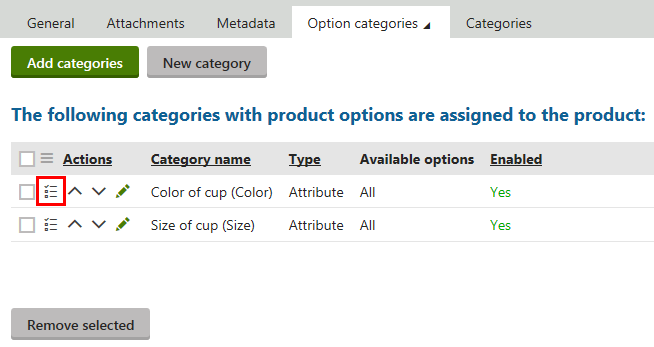 General Attachments Metadata Option categories Categories
Add categories New category
The following categories with product options are assigned to the product:
Actions Category name Type Available options Enabled
Color of cup (Color) Attribute All Yes
Size of cup (Size) Attribute All Yes
Remove selected